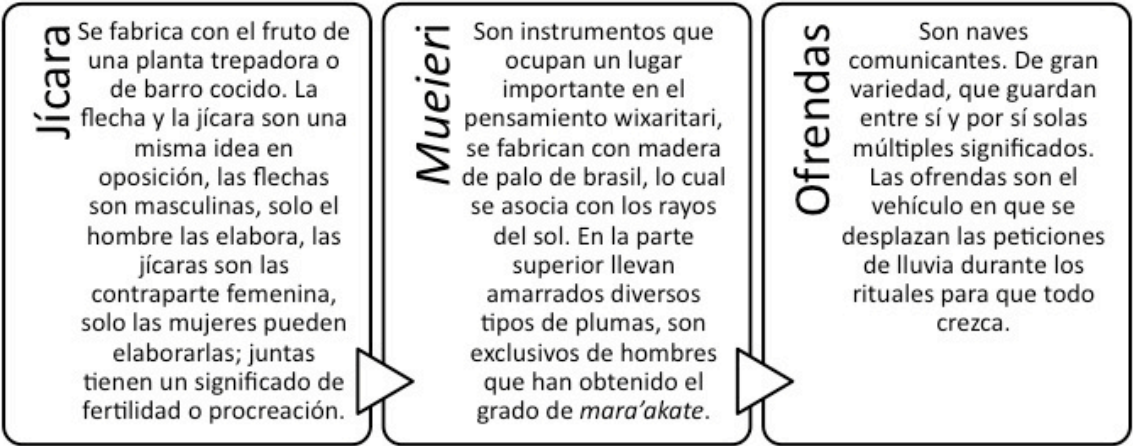 Jícara
Se fabrica con el fruto de
una planta trepadora o
de barro cocido. La
flecha y la jícara son una
misma idea en
oposición, las flechas
son masculinas, solo el
hombre las elabora, las
jícaras son las
contraparte femenina,
solo las mujeres pueden
elaborarlas; juntas
tienen un significado de
fertilidad o procreación.
Mueieri
Son instrumentos que
ocupan un lugar
importante en el
pensamiento wixaritari,
se fabrican con madera
de palo de brasil, lo cual
se asocia con los rayos
del sol. En la parte
superior llevan
amarrados diversos
tipos de plumas, son
exclusivos de hombres
que han obtenido el
grado de mara’akate.
Ofrendas
Son naves
comunicantes. De gran
variedad, que guardan
entre sí y por sí solas
múltiples significados.
Las ofrendas son el
vehículo en que se
desplazan las peticiones
de lluvia durante los
rituales para que todo
crezca.